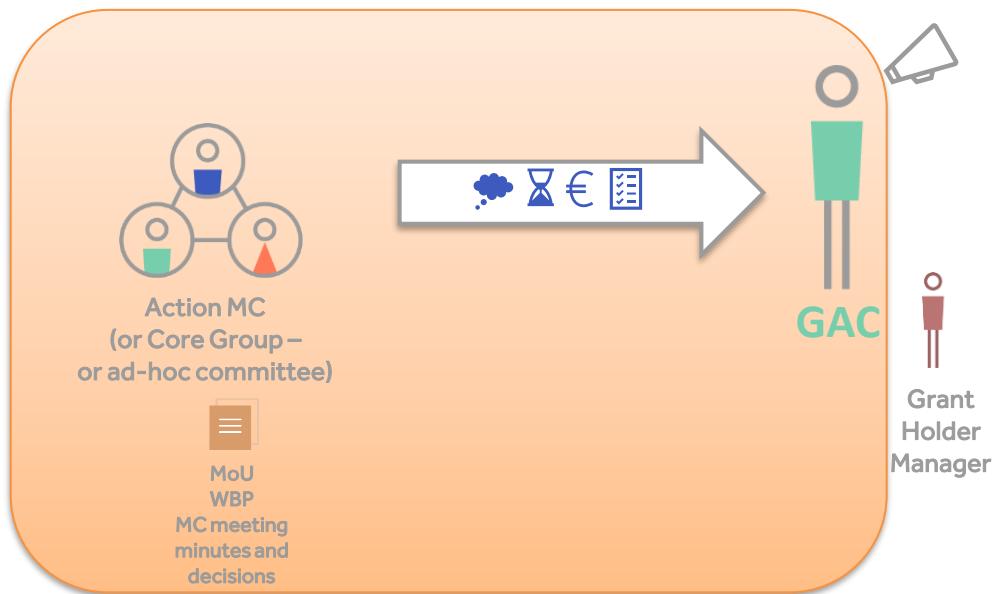 Action MC
(or Core Group –
or ad-hoc committee)
MoU
WBP
MC meeting
minutes and
decisions
€
GAC
Grant
Holder
Manager